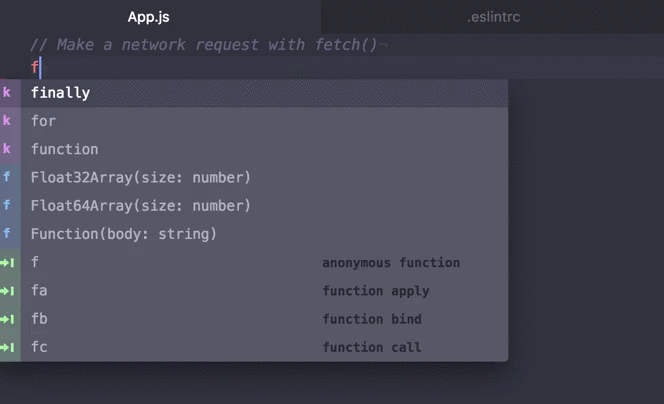 App.js .eslintrc
// Make a network request with fetch()¬
f
k finally
k for
k function
f Float32Array(size: number)
f Float64Array(size: number)
f Function(body: string)
f anonymous function
fa function apply
fb function bind
fc function call